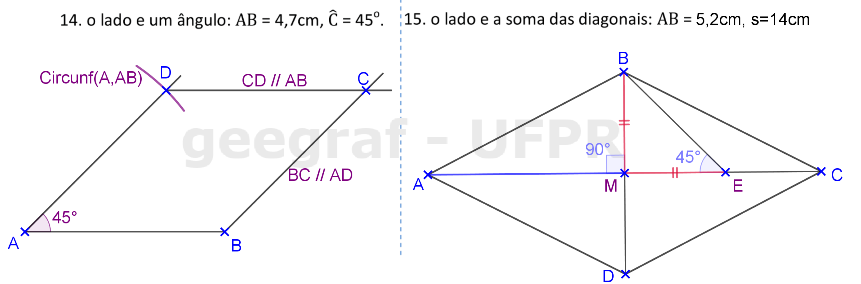 14. o lado e um ângulo: AB = 4,7cm, Ĉ = 45º.
D
Circunf(A,AB)
CD // AB
C
BC // AD
45°
A
B
15. o lado e a soma das diagonais: AB = 5,2cm, s=14cm
B
90°
45°
A
M
E
C
D
geegraf - UFPR